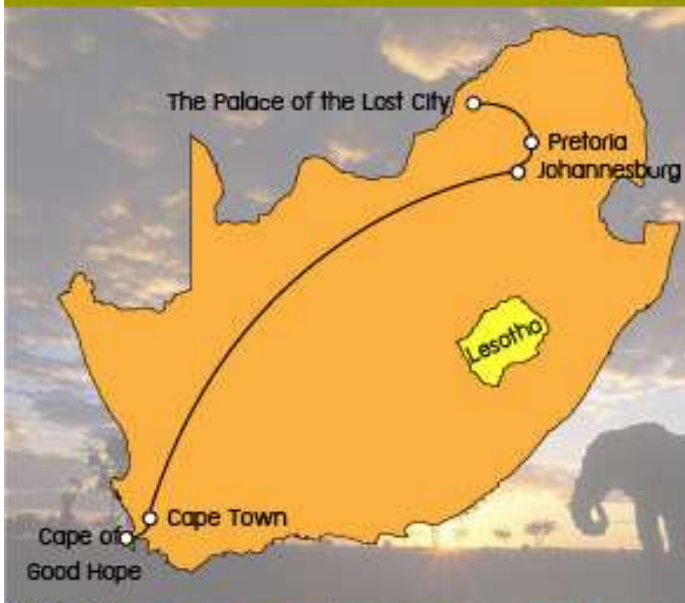 The Palace of the Lost City
Pretoria
Johannesburg
Lesotho
Cape Town
Cape of
Good Hope